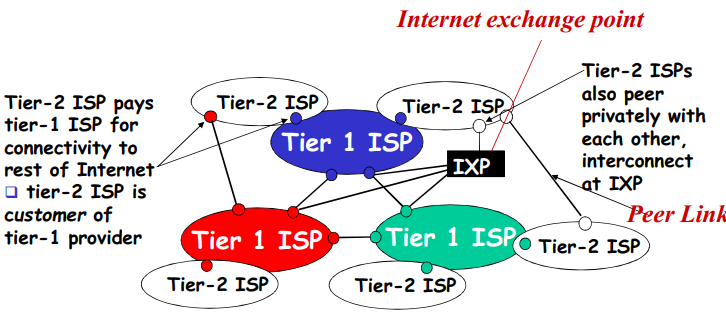 Internet exchange point
Tier-2 ISP pays
tier-1 ISP for
connectivity to
rest of Internet
❑ tier-2 ISP is
customer of
tier-1 provider
Tier-2 ISP
Tier-2 ISP
Tier-2 ISPs
also peer
privately with
each other,
interconnect
at IXP
Tier 1 ISP
IXP
Peer Link
Tier 1 ISP
Tier 1 ISP
Tier-2 ISP
Tier-2 ISP
Tier-2 ISP